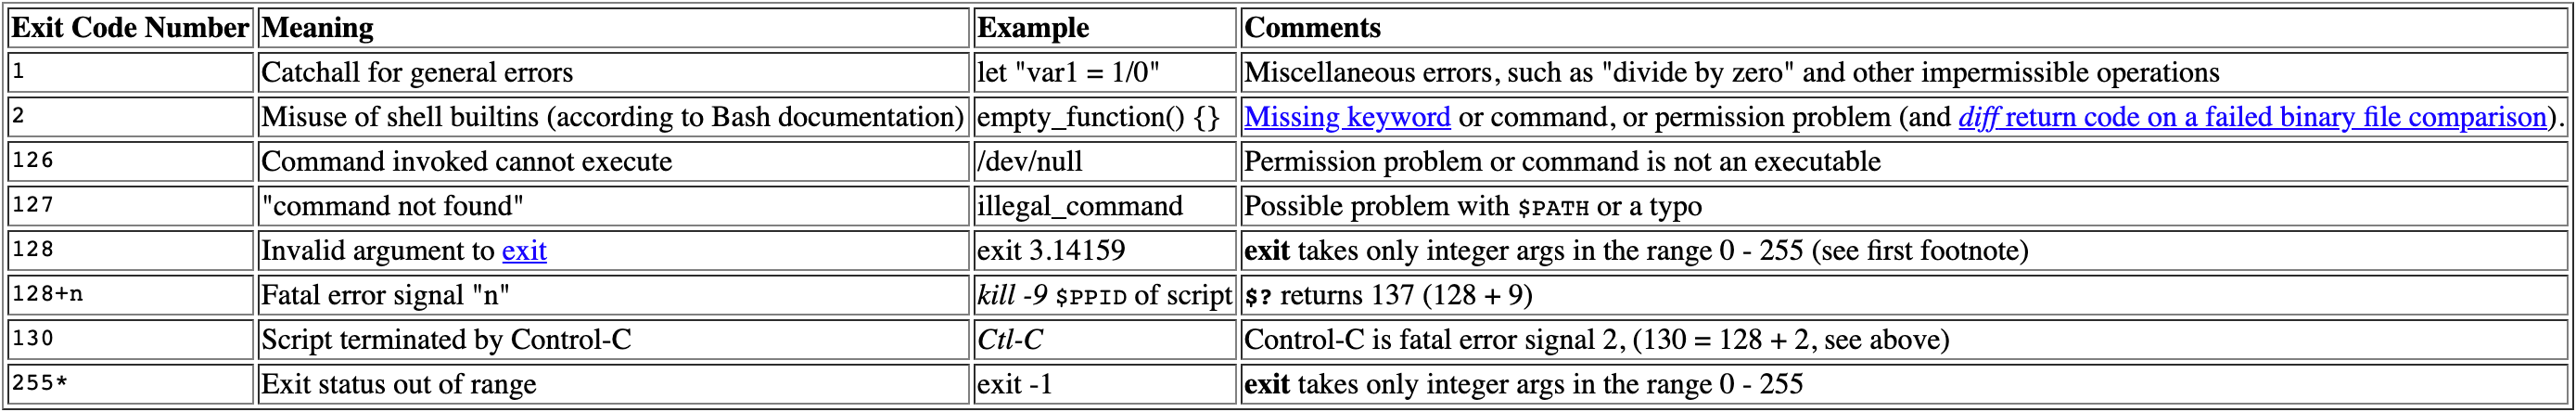 Exit Code Number Meaning Example Comments
1 Catchall for general errors let "var1 = 1/0" Miscellaneous errors, such as "divide by zero" and other impermissible operations
2 Misuse of shell builtins (according to Bash documentation) empty_function() {} Missing keyword or command, or permission problem (and diff return code on a failed binary file comparison).
126 Command invoked cannot execute /dev/null Permission problem or command is not an executable
127 "command not found" illegal_command Possible problem with $PATH or a typo
128 Invalid argument to exit exit 3.14159 exit takes only integer args in the range 0 - 255 (see first footnote)
128+n Fatal error signal "n" kill -9 $PPID of script $? returns 137 (128 + 9)
130 Script terminated by Control-C Ctl-C Control-C is fatal error signal 2, (130 = 128 + 2, see above)
255* Exit status out of range exit -1 exit takes only integer args in the range 0 - 255